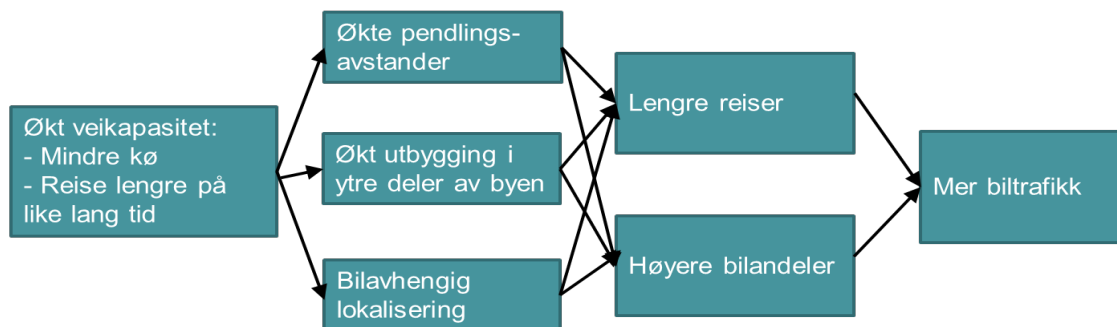 Økt veikapasitet:
- Mindre kø
- Reise lengre på
like lang tid
Økte pendlings-
avstander
Økt utbygging i
ytre deler av byen
Bilavhengig
lokalisering
Lengre reiser
Høyere bilandeler
Mer biltrafikk